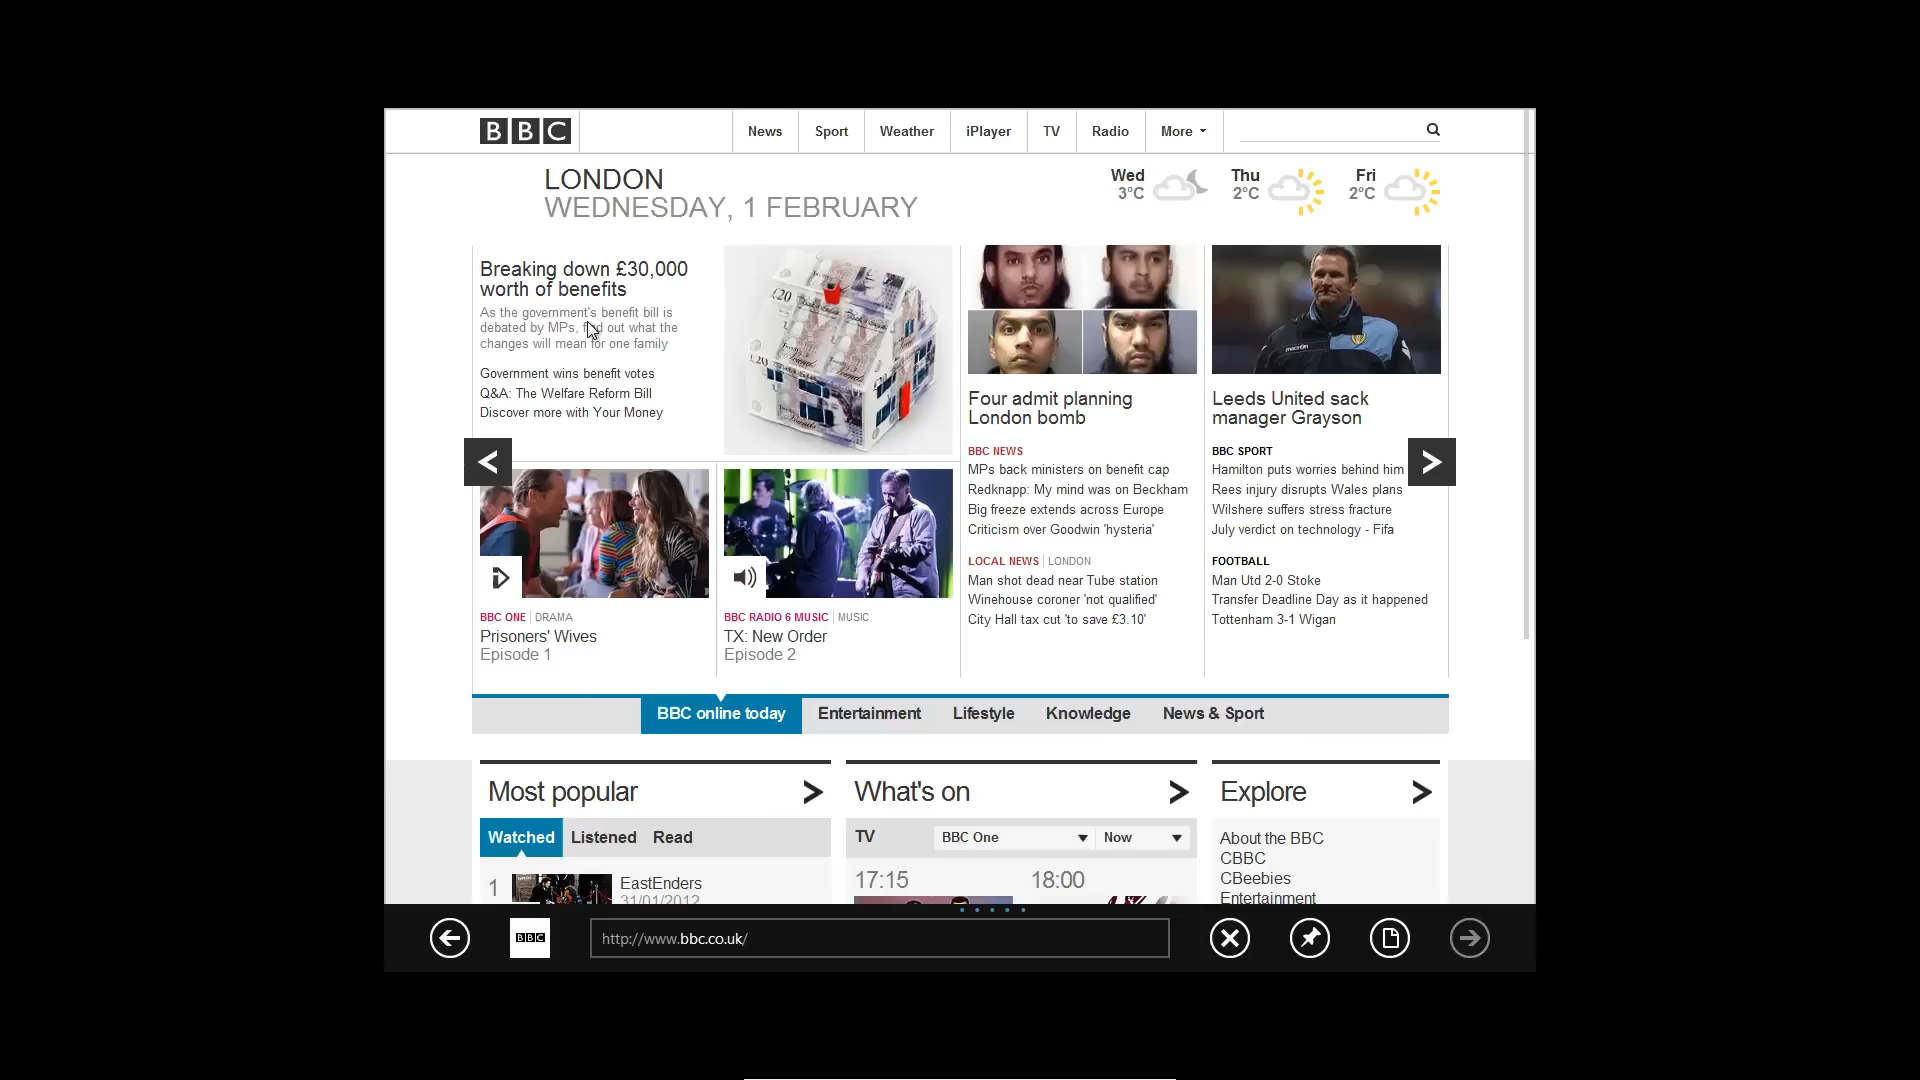 BBC
News Sport Weather iPlayer TV Radio More
LONDON
WEDNESDAY, 1 FEBRUARY
Wed 3°C
Thu 2°C
Fri 2°C
Breaking down £30,000
worth of benefits
As the government's benefit bill is
debated by MPs, find out what the
changes will mean for one family
Government wins benefit votes
Q&A: The Welfare Reform Bill
Discover more with Your Money
£20
£20
Four admit planning
London bomb
BBC NEWS
MPs back ministers on benefit cap
Redknapp: My mind was on Beckham
Big freeze extends across Europe
Criticism over Goodwin 'hysteria'
LOCAL NEWS LONDON
Man shot dead near Tube station
Winehouse coroner 'not qualified'
City Hall tax cut 'to save £3.10'
macron
Leeds United sack
manager Grayson
BBC SPORT
Hamilton puts worries behind him
Rees injury disrupts Wales plans
Wilshere suffers stress fracture
July verdict on technology - Fifa
FOOTBALL
Man Utd 2-0 Stoke
Transfer Deadline Day as it happened
Tottenham 3-1 Wigan
BBC ONE DRAMA
Prisoners' Wives
Episode 1
BBC RADIO 6 MUSIC MUSIC
TX: New Order
Episode 2
BBC online today Entertainment Lifestyle Knowledge News & Sport
Most popular
Watched Listened Read
1 EastEnders
31/01/2012
What's on
TV BBC One Now
17:15 18:00
Explore
About the BBC
CBBC
CBeebies
Entertainment
BBC
http://www.bbc.co.uk/